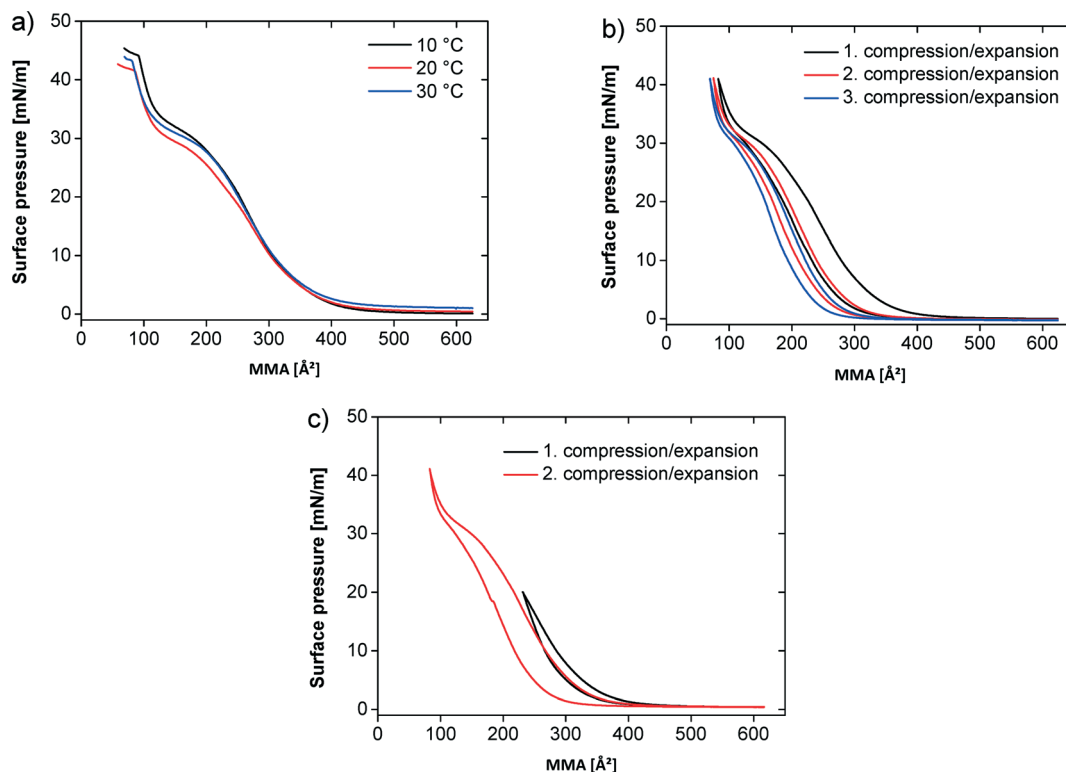 a)
50
40
30
20
10
0
Surface pressure [mN/m]
10 °C
20 °C
30 °C
0 100 200 300 400 500 600
MMA [Å²]
b)
50
40
30
20
10
0
Surface pressure [mN/m]
1. compression/expansion
2. compression/expansion
3. compression/expansion
0 100 200 300 400 500 600
MMA [Å²]
c)
50
40
30
20
10
0
Surface pressure [mN/m]
1. compression/expansion
2. compression/expansion
0 100 200 300 400 500 600
MMA [Å²]